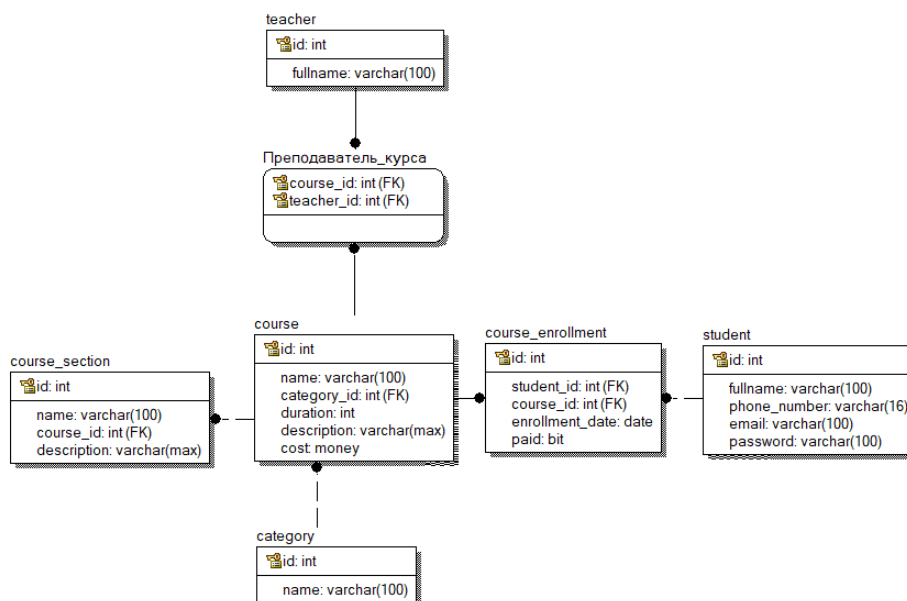 teacher
id: int
fullname: varchar(100)
Преподаватель_курса
course_id: int (FK)
teacher_id: int (FK)
course
id: int
name: varchar(100)
category_id: int (FK)
duration: int
description: varchar(max)
cost: money
course_section
id: int
name: varchar(100)
course_id: int (FK)
description: varchar(max)
course_enrollment
id: int
student_id: int (FK)
course_id: int (FK)
enrollment_date: date
paid: bit
student
id: int
fullname: varchar(100)
phone_number: varchar(16)
email: varchar(100)
password: varchar(100)
category
id: int
name: varchar(100)